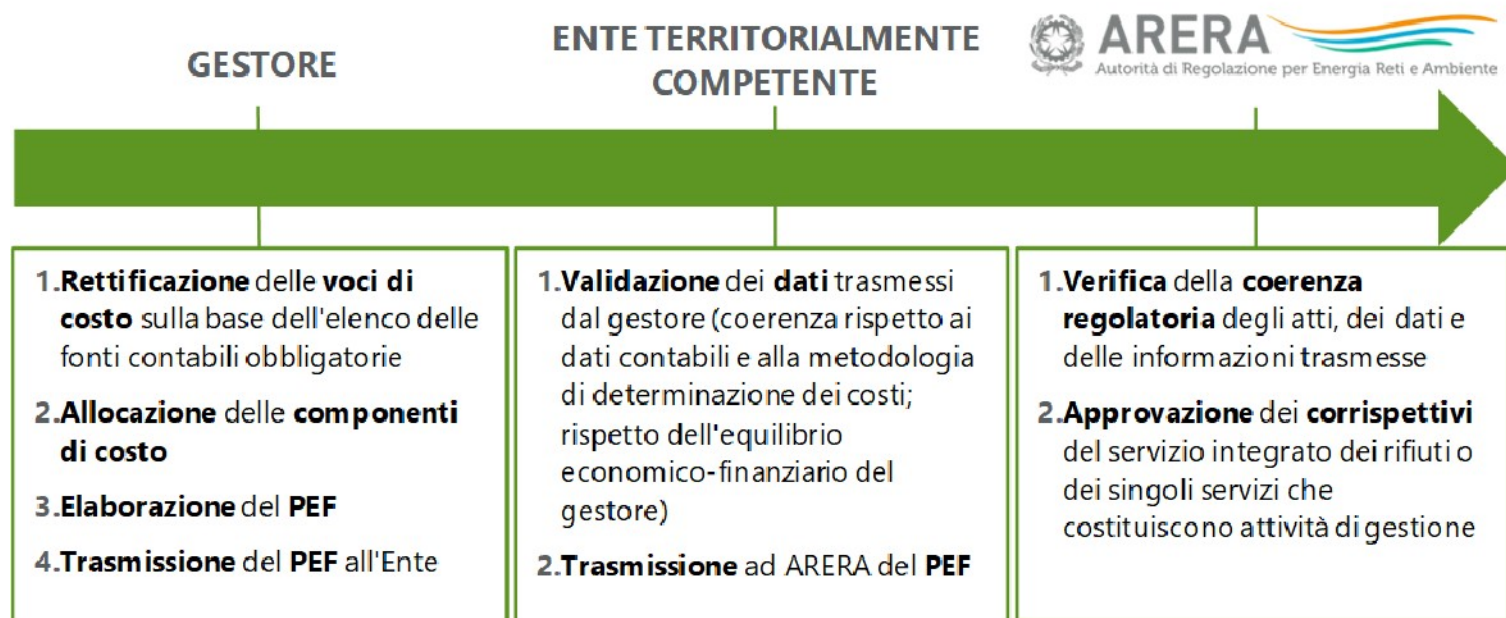 GESTORE
ENTE TERRITORIALMENTE
COMPETENTE
ARERA
Autorità di Regolazione per Energia Reti e Ambiente
1.Rettificazione delle voci di
costo sulla base dell'elenco delle
fonti contabili obbligatorie
2.Allocazione delle componenti
di costo
3.Elaborazione del PEF
4.Trasmissione del PEF all'Ente
1.Validazione dei dati trasmessi
dal gestore (coerenza rispetto ai
dati contabili e alla metodologia
di determinazione dei costi;
rispetto dell'equilibrio
economico-finanziario del
gestore)
2.Trasmissione ad ARERA del PEF
1.Verifica della coerenza
regolatoria degli atti, dei dati e
delle informazioni trasmesse
2.Approvazione dei corrispettivi
del servizio integrato dei rifiuti o
dei singoli servizi che
costituiscono attività di gestione